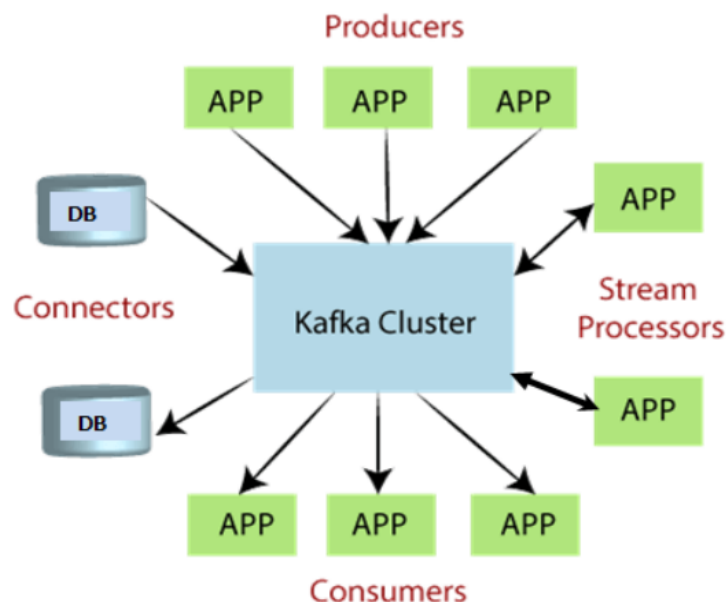 Producers
APP APP APP
DB
APP
Connectors
Kafka Cluster
Stream
Processors
DB
APP
APP APP APP
Consumers